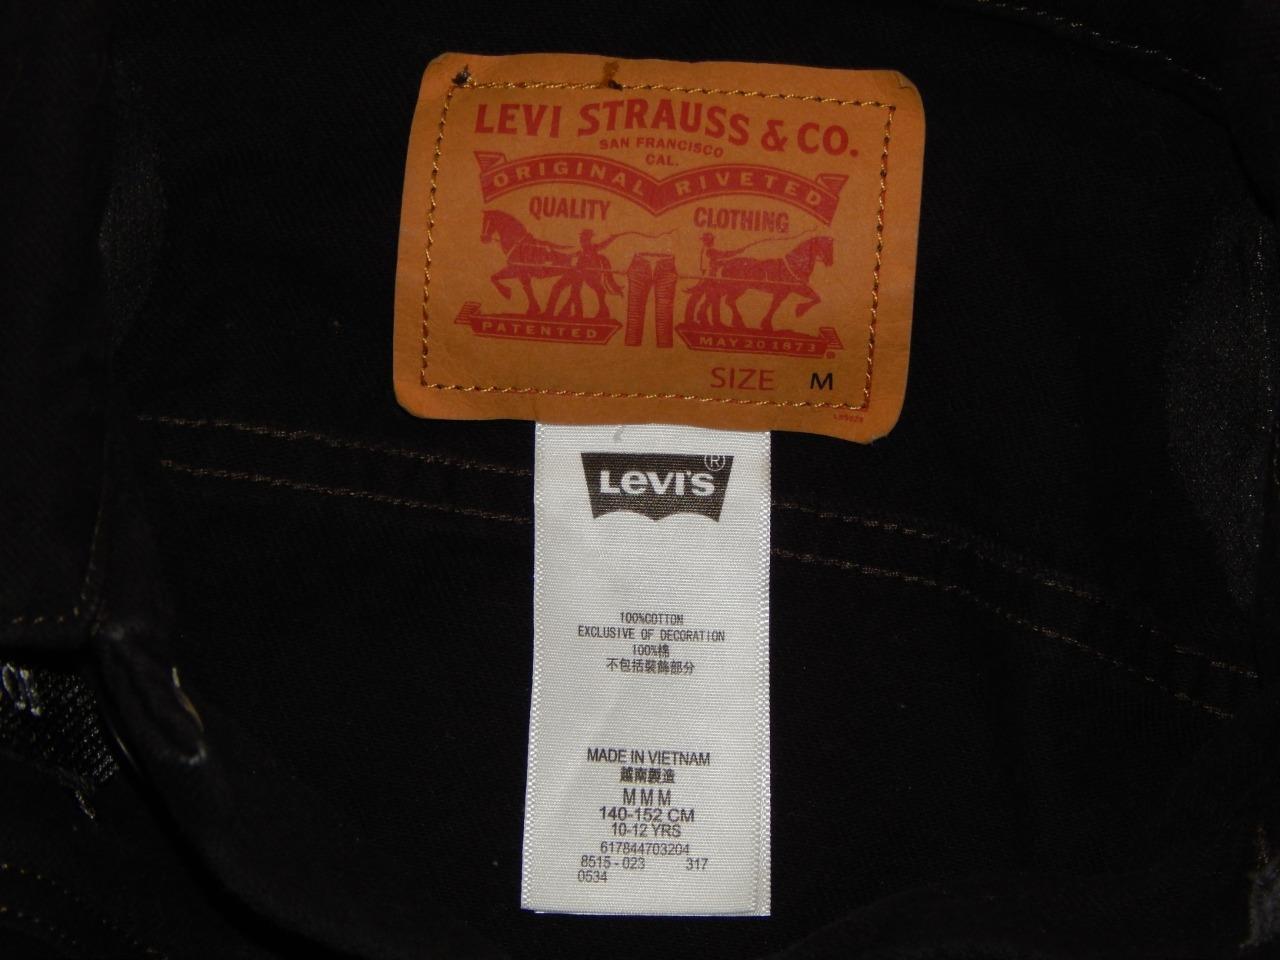 LEVI STRAUSS & CO.
SAN FRANCISCO
CAL.
ORIGINAL RIVETED
QUALITY CLOTHING
PATENTED MAY 20 1873
SIZE M
Levi's®
100%COTTON
EXCLUSIVE OF DECORATION
100%棉
不包括裝飾部分
MADE IN VIETNAM
越南製造
M M M
140-152 CM
10-12 YRS
617844703204
8515 - 023 317
0534